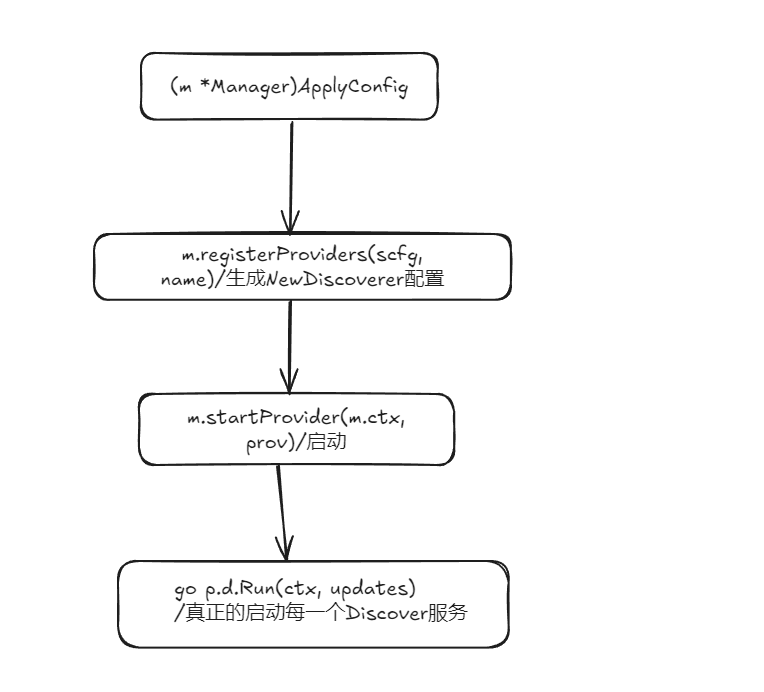 (m *Manager)ApplyConfig
m.registerProviders(scfg,
name)/生成NewDiscoverer配置
m.startProvider(m.ctx,
prov)/启动
go p.d.Run(ctx, updates)
/真正的启动每一个Discover服务